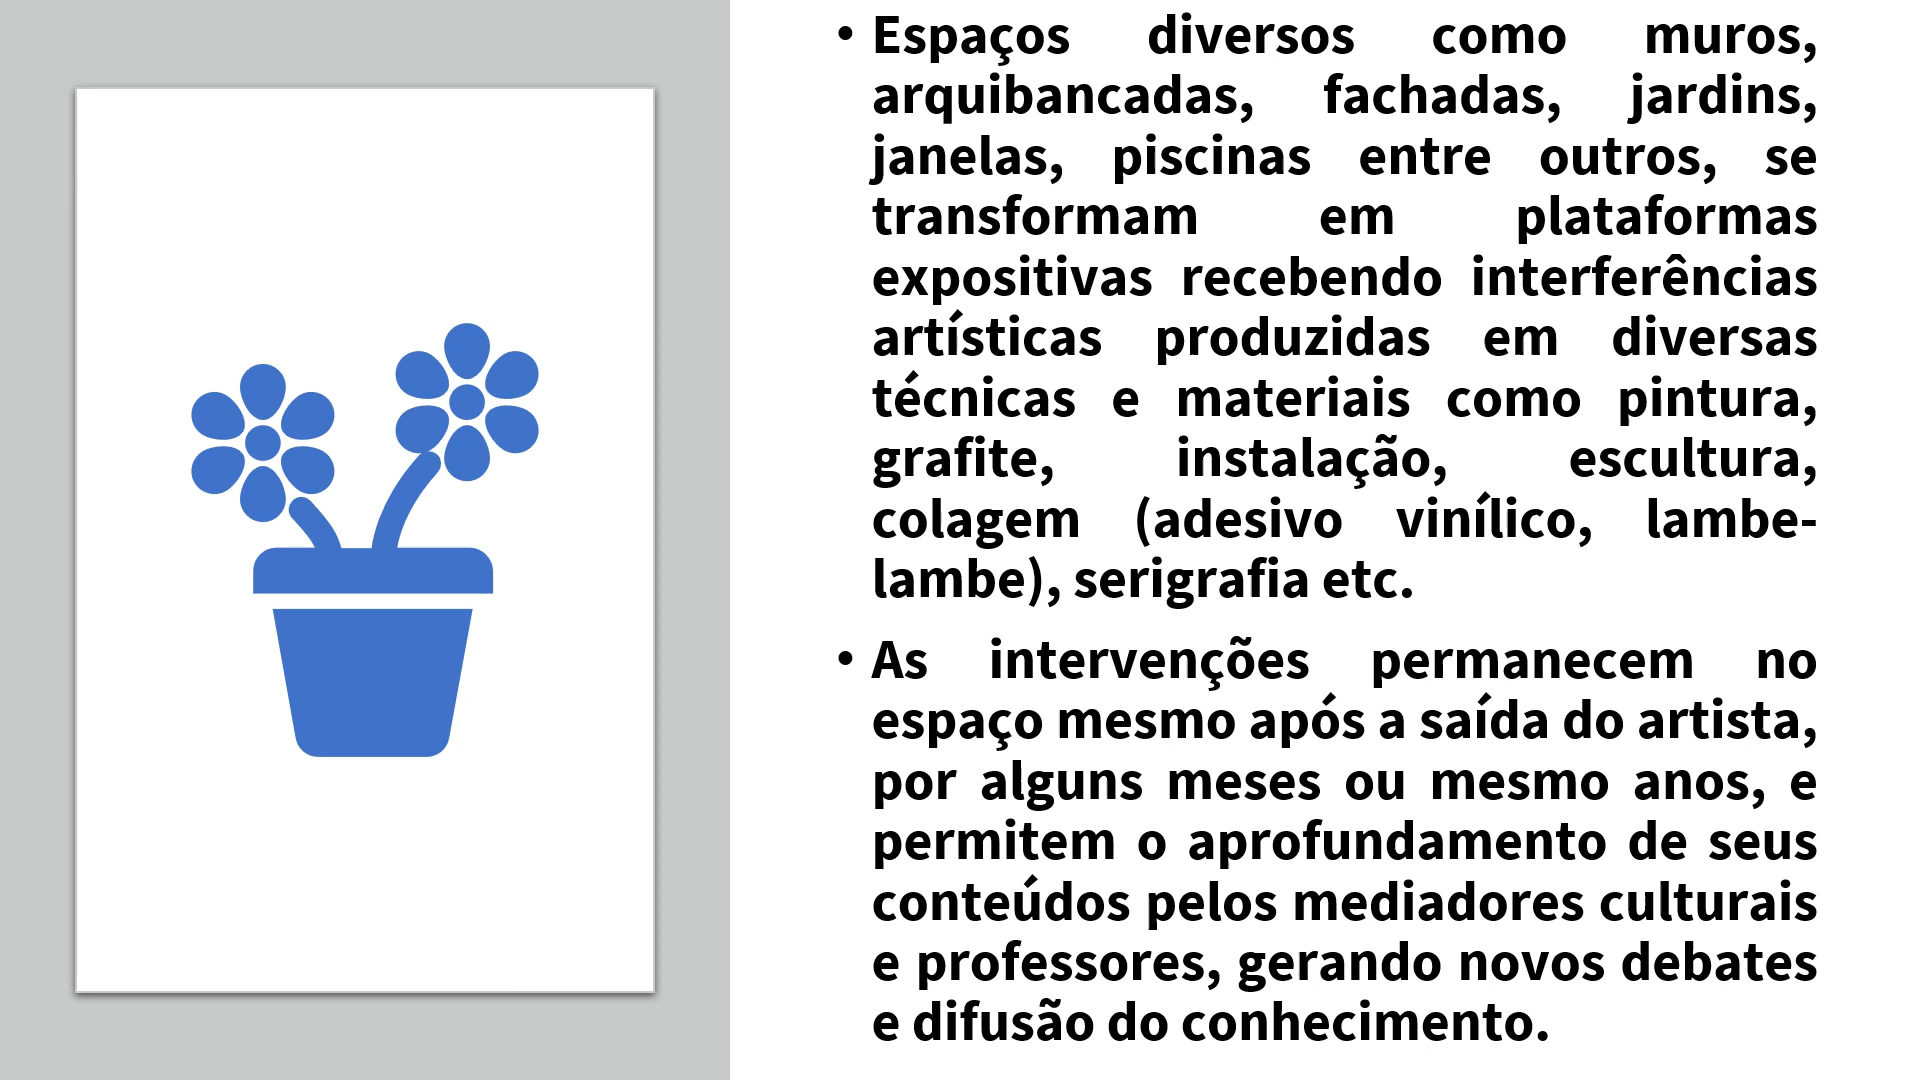 • Espaços diversos como muros,
arquibancadas, fachadas, jardins,
janelas, piscinas entre outros, se
transformam em plataformas
expositivas recebendo interferências
artísticas produzidas em diversas
técnicas e materiais como pintura,
grafite, instalação, escultura,
colagem (adesivo vinílico, lambe-
lambe), serigrafia etc.
• As intervenções permanecem no
espaço mesmo após a saída do artista,
por alguns meses ou mesmo anos, e
permitem o aprofundamento de seus
conteúdos pelos mediadores culturais
e professores, gerando novos debates
e difusão do conhecimento.